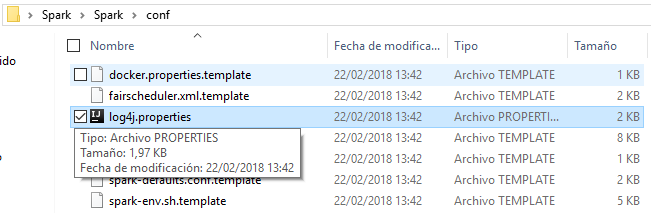 Spark > Spark > conf
Nombre Fecha de modifica... Tipo Tamaño
ido
docker.properties.template 22/02/2018 13:42 Archivo TEMPLATE 1 KB
fairscheduler.xml.template 22/02/2018 13:42 Archivo TEMPLATE 2 KB
log4j.properties 22/02/2018 13:42 Archivo PROPERTI... 2 KB
Tipo: Archivo PROPERTIES 22/02/2018 13:42 Archivo TEMPLATE 8 KB
Tamaño: 1,97 KB 22/02/2018 13:42 Archivo TEMPLATE 1 KB
Fecha de modificación: 22/02/2018 13:42
spark-defaults.conf.template 22/02/2018 13:42 Archivo TEMPLATE 2 KB
spark-env.sh.template 22/02/2018 13:42 Archivo TEMPLATE 5 KB